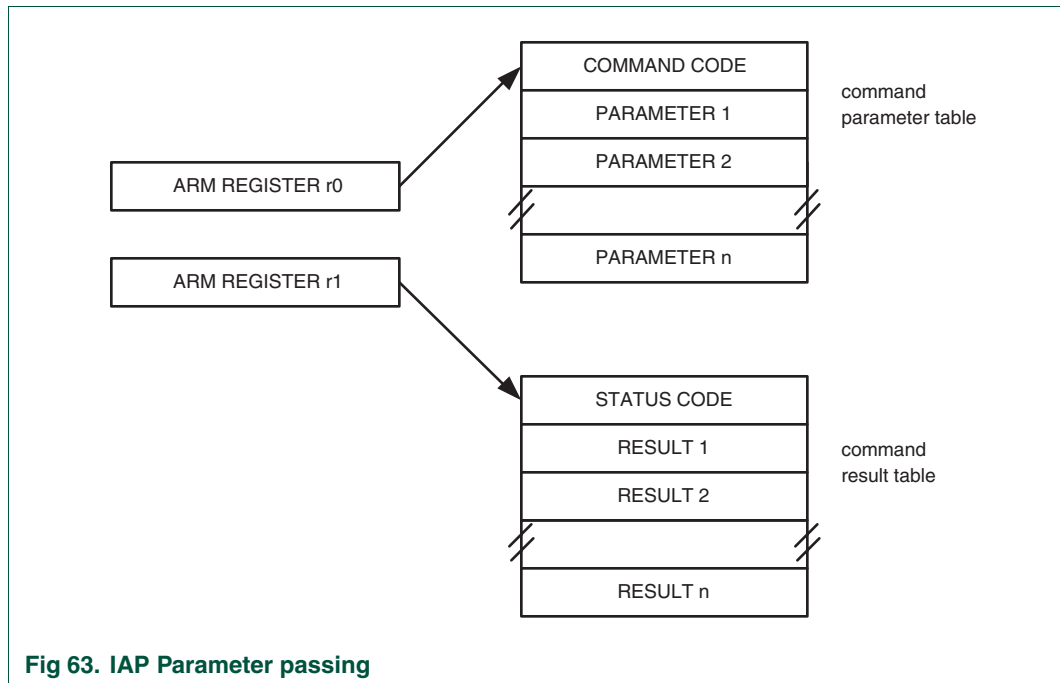 COMMAND CODE
PARAMETER 1
PARAMETER 2
PARAMETER n
command
parameter table
ARM REGISTER r0
ARM REGISTER r1
STATUS CODE
RESULT 1
RESULT 2
RESULT n
command
result table
Fig 63. IAP Parameter passing